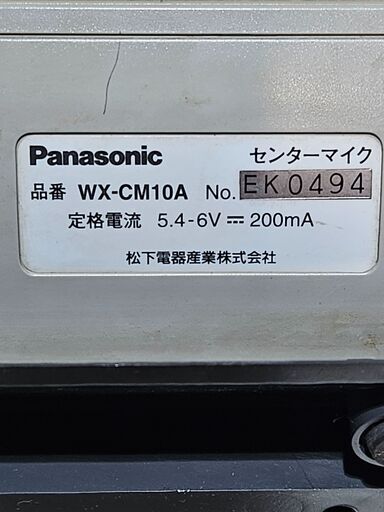 Panasonic センターマイク
品番 WX-CM10A No. EK0494
定格電流 5.4-6V ⎓ 200mA
松下電器産業株式会社